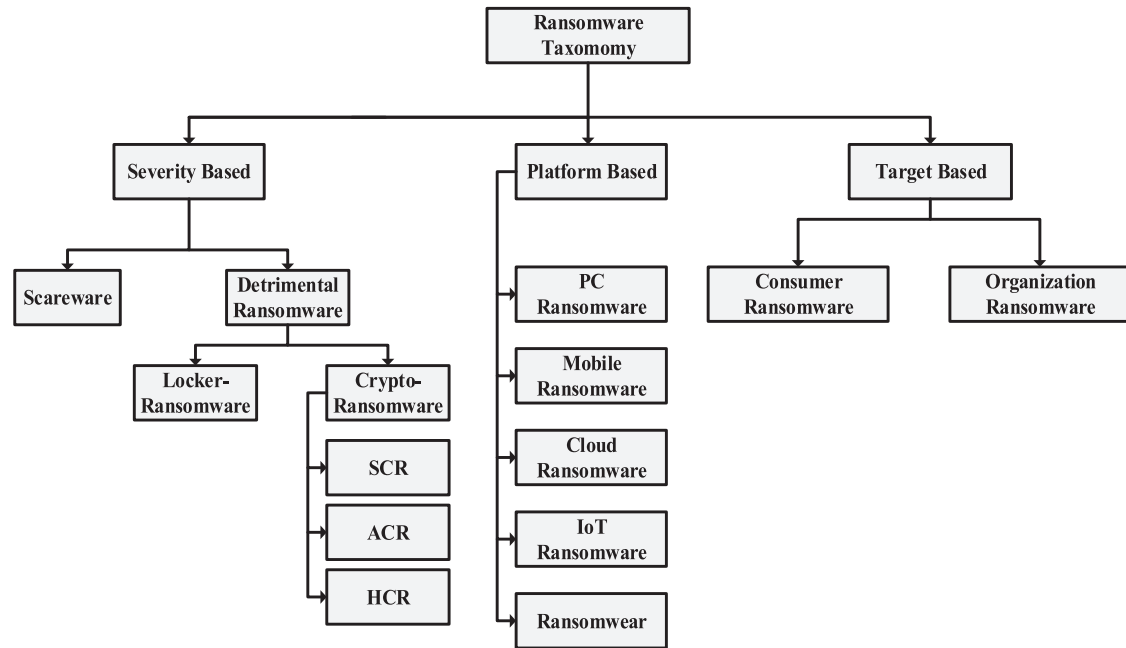 Ransomware
Taxomomy
Severity Based
Platform Based
Target Based
Scareware
Detrimental
Ransomware
PC
Ransomware
Consumer
Ransomware
Organization
Ransomware
Locker-
Ransomware
Crypto-
Ransomware
Mobile
Ransomware
SCR
Cloud
Ransomware
ACR
IoT
Ransomware
HCR
Ransomwear